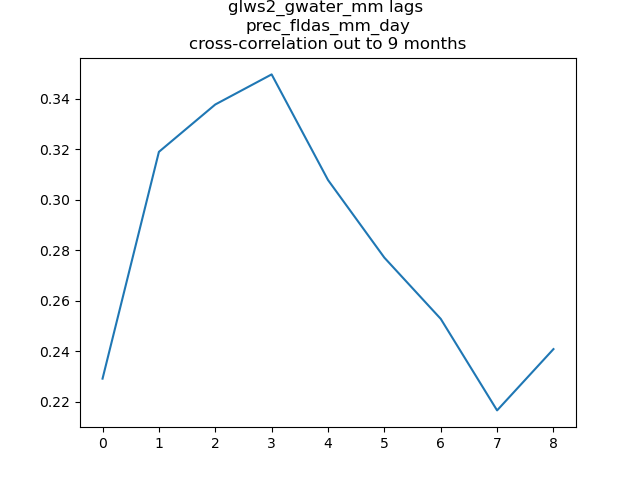 glws2_gwater_mm lags
prec_fldas_mm_day
cross-correlation out to 9 months
0.34
0.32
0.30
0.28
0.26
0.24
0.22
0 1 2 3 4 5 6 7 8